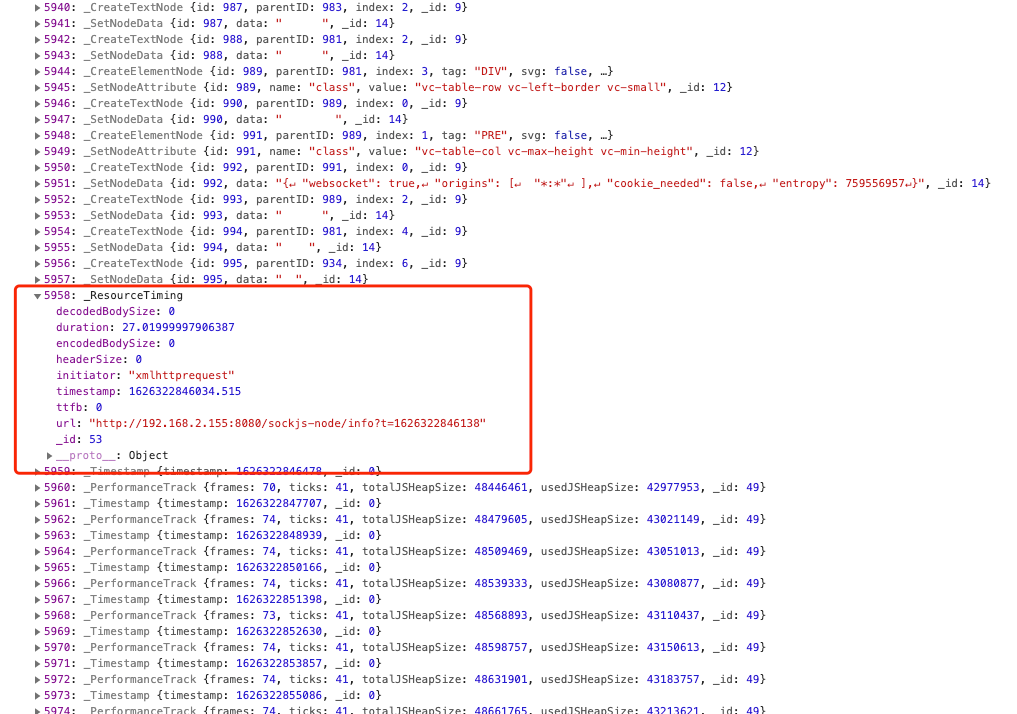 5940: _CreateTextNode {id: 987, parentID: 983, index: 2, _id: 9}
5941: _SetNodeData {id: 987, data: "      ", _id: 14}
5942: _CreateTextNode {id: 988, parentID: 981, index: 2, _id: 9}
5943: _SetNodeData {id: 988, data: "      ", _id: 14}
5944: _CreateElementNode {id: 989, parentID: 981, index: 3, tag: "DIV", svg: false, …}
5945: _SetNodeAttribute {id: 989, name: "class", value: "vc-table-row vc-left-border vc-small", _id: 12}
5946: _CreateTextNode {id: 990, parentID: 989, index: 0, _id: 9}
5947: _SetNodeData {id: 990, data: "        ", _id: 14}
5948: _CreateElementNode {id: 991, parentID: 989, index: 1, tag: "PRE", svg: false, …}
5949: _SetNodeAttribute {id: 991, name: "class", value: "vc-table-col vc-max-height vc-min-height", _id: 12}
5950: _CreateTextNode {id: 992, parentID: 991, index: 0, _id: 9}
5951: _SetNodeData {id: 992, data: "{↵ "websocket": true,↵ "origins": [↵  "*:*"↵ ],↵ "cookie_needed": false,↵ "entropy": 759556957↵}", _id: 14}
5952: _CreateTextNode {id: 993, parentID: 989, index: 2, _id: 9}
5953: _SetNodeData {id: 993, data: "      ", _id: 14}
5954: _CreateTextNode {id: 994, parentID: 981, index: 4, _id: 9}
5955: _SetNodeData {id: 994, data: "    ", _id: 14}
5956: _CreateTextNode {id: 995, parentID: 934, index: 6, _id: 9}
5957: _SetNodeData {id: 995, data: "  ", _id: 14}
5958: _ResourceTiming
decodedBodySize: 0
duration: 27.01999997906387
encodedBodySize: 0
headerSize: 0
initiator: "xmlhttprequest"
timestamp: 1626322846034.515
ttfb: 0
url: "http://192.168.2.155:8080/sockjs-node/info?t=1626322846138"
_id: 53
__proto__: Object
5959: _Timestamp {timestamp: 1626322846478, _id: 0}
5960: _PerformanceTrack {frames: 70, ticks: 41, totalJSHeapSize: 48446461, usedJSHeapSize: 42977953, _id: 49}
5961: _Timestamp {timestamp: 1626322847707, _id: 0}
5962: _PerformanceTrack {frames: 74, ticks: 41, totalJSHeapSize: 48479605, usedJSHeapSize: 43021149, _id: 49}
5963: _Timestamp {timestamp: 1626322848939, _id: 0}
5964: _PerformanceTrack {frames: 74, ticks: 41, totalJSHeapSize: 48509469, usedJSHeapSize: 43051013, _id: 49}
5965: _Timestamp {timestamp: 1626322850166, _id: 0}
5966: _PerformanceTrack {frames: 74, ticks: 41, totalJSHeapSize: 48539333, usedJSHeapSize: 43080877, _id: 49}
5967: _Timestamp {timestamp: 1626322851398, _id: 0}
5968: _PerformanceTrack {frames: 73, ticks: 41, totalJSHeapSize: 48568893, usedJSHeapSize: 43110437, _id: 49}
5969: _Timestamp {timestamp: 1626322852630, _id: 0}
5970: _PerformanceTrack {frames: 74, ticks: 41, totalJSHeapSize: 48598757, usedJSHeapSize: 43150613, _id: 49}
5971: _Timestamp {timestamp: 1626322853857, _id: 0}
5972: _PerformanceTrack {frames: 74, ticks: 41, totalJSHeapSize: 48631901, usedJSHeapSize: 43183757, _id: 49}
5973: _Timestamp {timestamp: 1626322855086, _id: 0}
5974: _PerformanceTrack {frames: 74, ticks: 41, totalJSHeapSize: 48661765, usedJSHeapSize: 43213621, _id: 49}